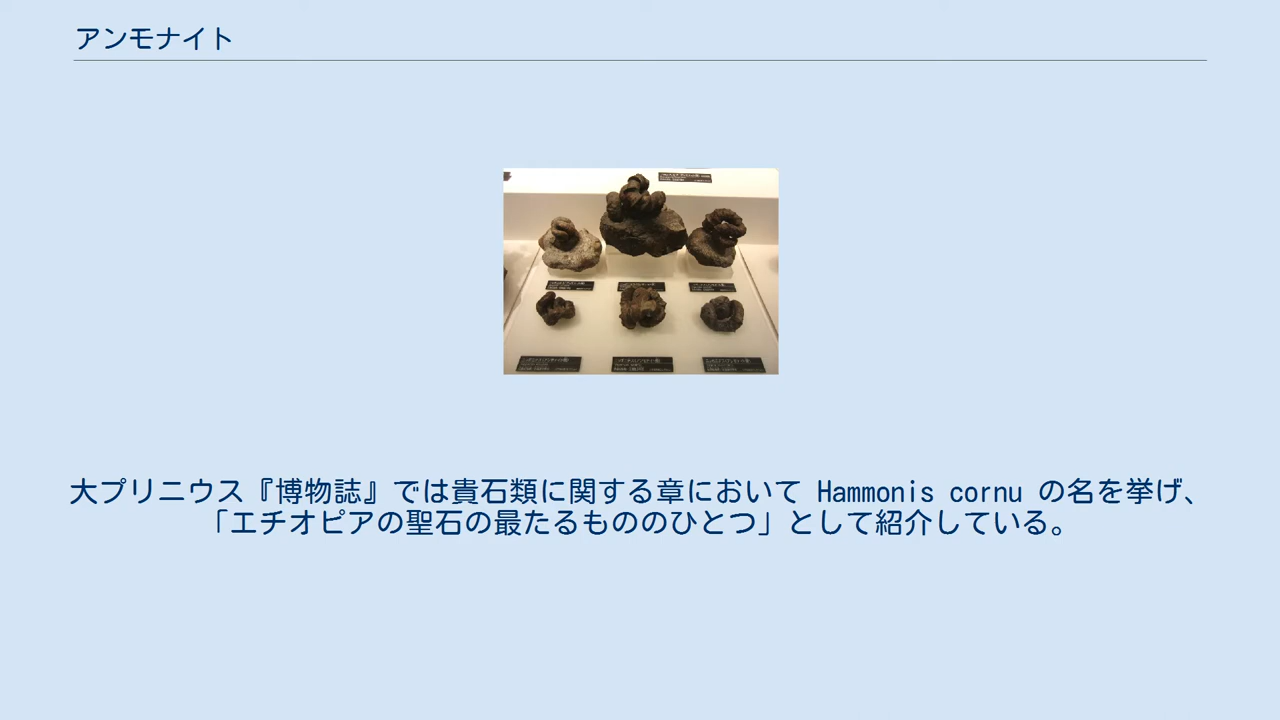 アンモナイト
大プリニウス『博物誌』では貴石類に関する章において Hammonis cornu の名を挙げ、
「エチオピアの聖石の最たるもののひとつ」として紹介している。